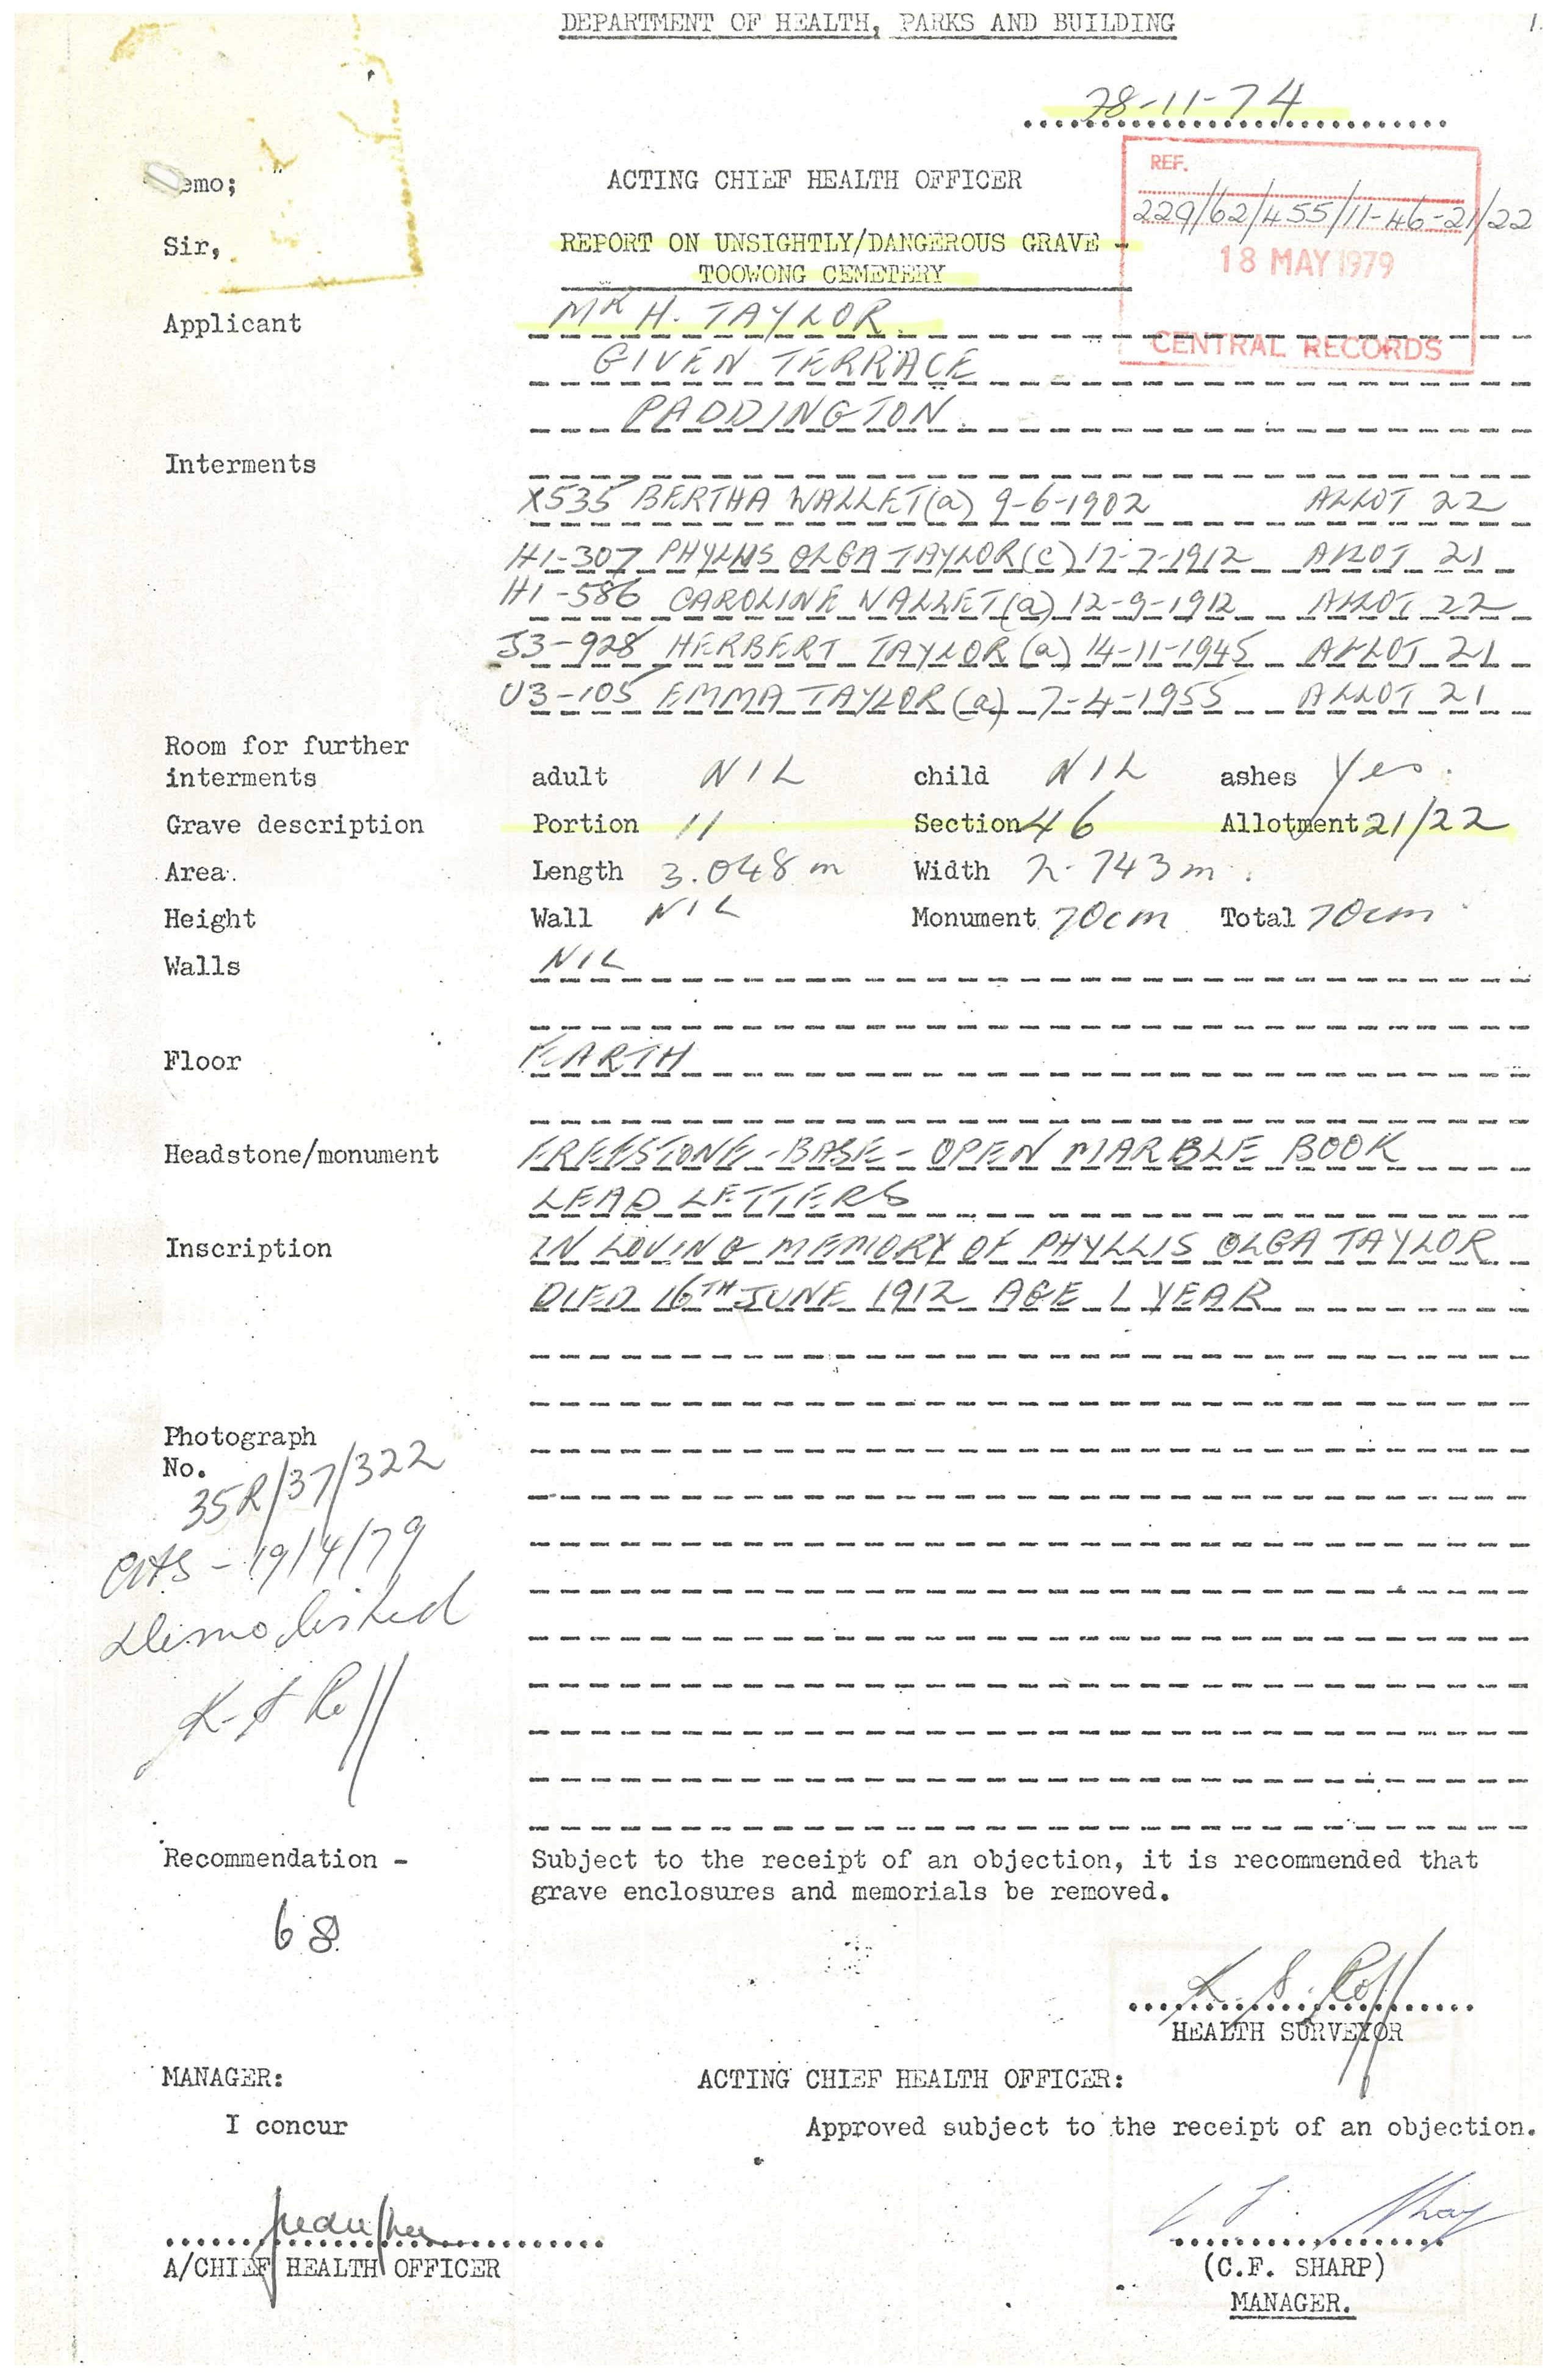 DEPARTMENT OF HEALTH, PARKS AND BUILDING
1.
28-11-74
emo;
ACTING CHIEF HEALTH OFFICER
REF.
229/62/455/11-46-21/22
18 MAY 1979
CENTRAL RECORDS
Sir,
REPORT ON UNSIGHTLY/DANGEROUS GRAVE -
TOOWONG CEMETERY
Applicant MR H. TAYLOR.
GIVEN TERRACE
PADDINGTON.
Interments
X535 BERTHA WALLET (a) 9-6-1902 ALLOT 22
H1-307 PHYLLIS OLGA TAYLOR (c) 17-7-1912 ALLOT 21
H1-586 CAROLINE WALLET (a) 12-9-1912 ALLOT 22
J3-928 HERBERT TAYLOR (a) 14-11-1945 ALLOT 21
U3-105 EMMA TAYLOR (a) 7-4-1955 ALLOT 21
Room for further
interments adult NIL child NIL ashes Yes.
Grave description Portion 11 Section 46 Allotment 21/22
Area. Length 3.048 m Width 2.743 m.
Height Wall NIL Monument 70cm Total 70cm
Walls NIL
Floor EARTH
Headstone/monument FREESTONE - BASE - OPEN MARBLE BOOK
LEAD LETTERS
Inscription IN LOVING MEMORY OF PHYLLIS OLGA TAYLOR
DIED 16TH JUNE 1912 AGE 1 YEAR
Photograph
No.
35R/37/322
19/4/79
Demolished
K S Roff
Recommendation - Subject to the receipt of an objection, it is recommended that
grave enclosures and memorials be removed.
68
K. S. Roff
HEALTH SURVEYOR
MANAGER: ACTING CHIEF HEALTH OFFICER:
I concur Approved subject to the receipt of an objection.
A/CHIEF HEALTH OFFICER (C.F. SHARP)
MANAGER.